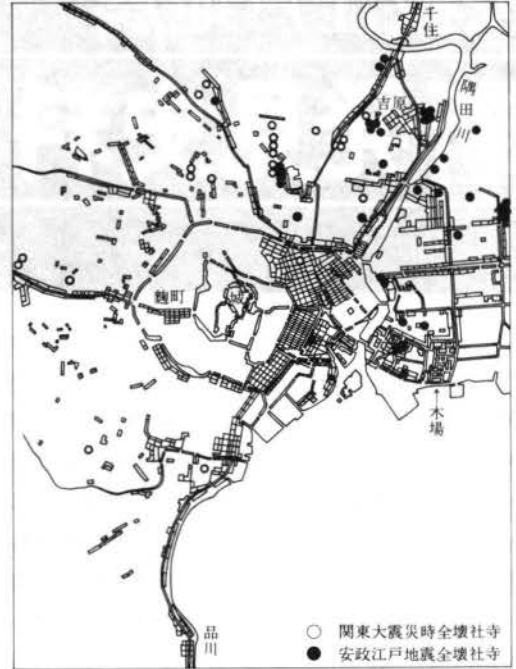 千住
吉原
隅田川
麴町
城
木場
品川
○ 関東大震災時全壊社寺
● 安政江戸地震全壊社寺